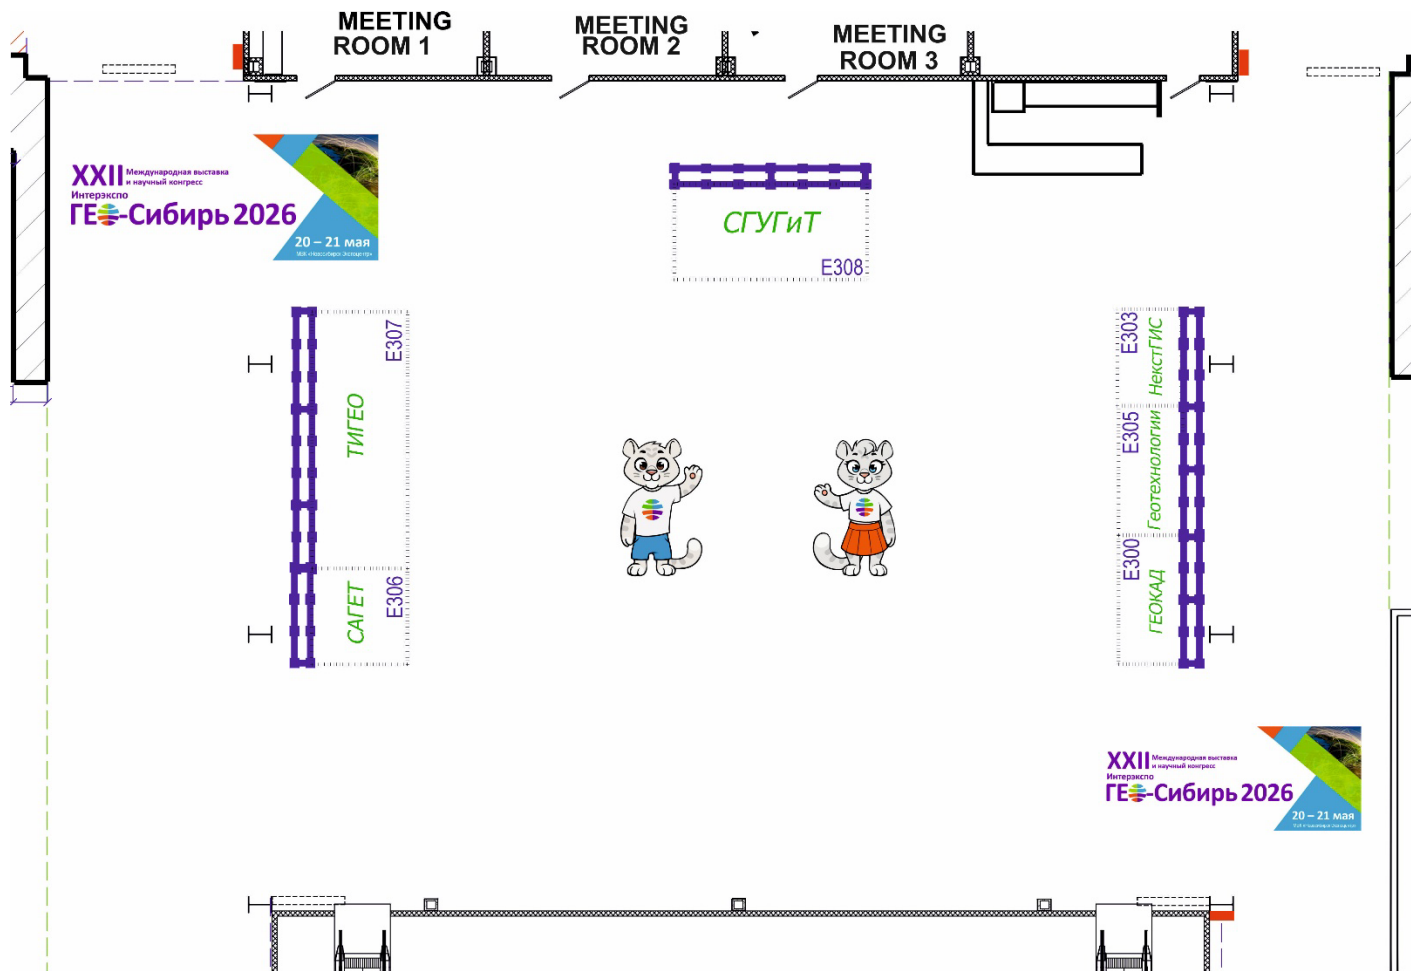 MEETING
ROOM 1
MEETING
ROOM 2
MEETING
ROOM 3
XXII Международная выставка
и научный конгресс
Интерэкспо
ГЕО-Сибирь 2026
20 – 21 мая
СГУГиТ
E308
E307
ТИГЕО
E306
САГЕТ
E303
НекстГИС
E305
Геотехнологии
E300
ГЕОКАД
XXII Международная выставка
и научный конгресс
Интерэкспо
ГЕО-Сибирь 2026
20 – 21 мая